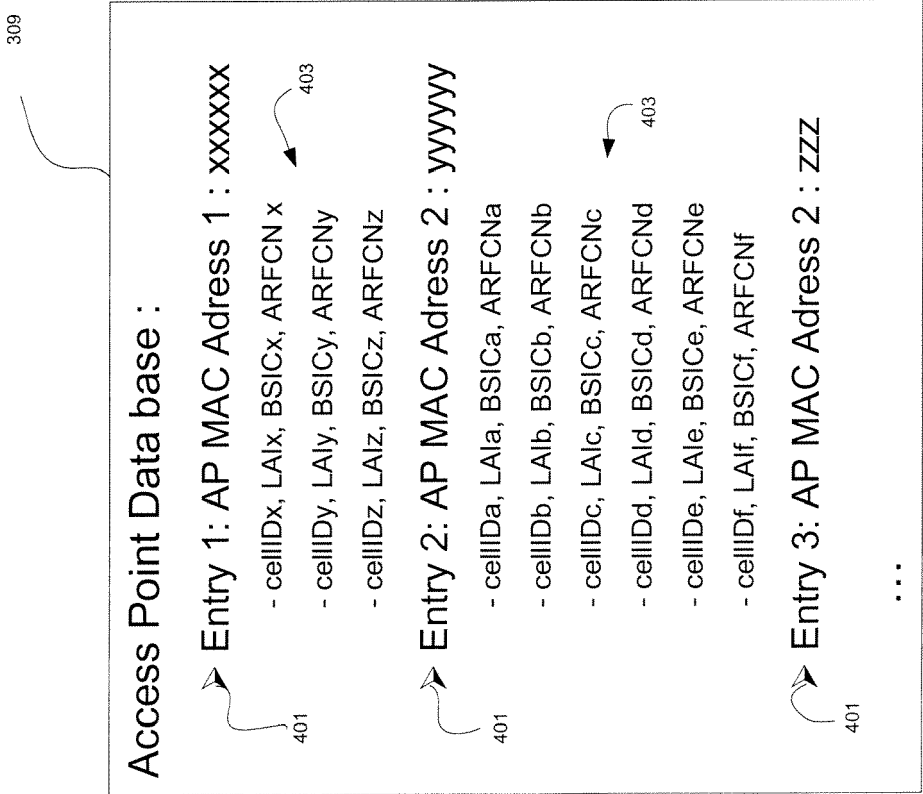 309
Access Point Data base :
Entry 1: AP MAC Adress 1 : xxxxxx
401
- cellIDx, LAIx, BSICx, ARFCN x
- cellIDy, LAIy, BSICy, ARFCNy
- cellIDz, LAIz, BSICz, ARFCNz
403
Entry 2: AP MAC Adress 2 : yyyyyy
401
- cellIDa, LAIa, BSICa, ARFCNa
- cellIDb, LAIb, BSICb, ARFCNb
- cellIDc, LAIc, BSICc, ARFCNc
- cellIDd, LAId, BSICd, ARFCNd
- cellIDe, LAIe, BSICe, ARFCNe
- cellIDf, LAIf, BSICf, ARFCNf
403
Entry 3: AP MAC Adress 2 : zzz
401
...